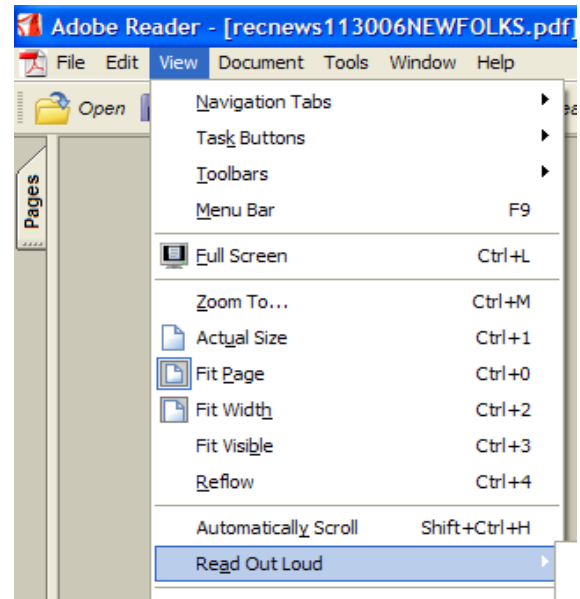 Adobe Reader - [recnews113006NEWFOLKS.pdf]
File Edit View Document Tools Window Help
Open
Pages
Navigation Tabs
Task Buttons
Toolbars
Menu Bar F9
Full Screen Ctrl+L
Zoom To... Ctrl+M
Actual Size Ctrl+1
Fit Page Ctrl+0
Fit Width Ctrl+2
Fit Visible Ctrl+3
Reflow Ctrl+4
Automatically Scroll Shift+Ctrl+H
Read Out Loud